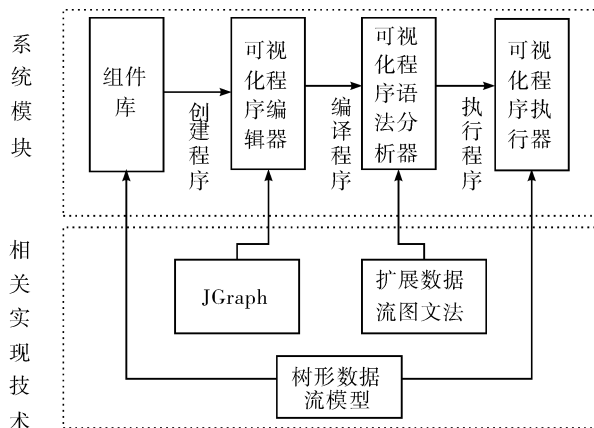 系统模块
组件
库
创建程序
可视
化程
序编
辑器
编译程序
可视
化程
序语
法分
析器
执行程序
可视
化程
序执
行器
相关实现技术
JGraph
扩展数据
流图文法
树形数据
流模型